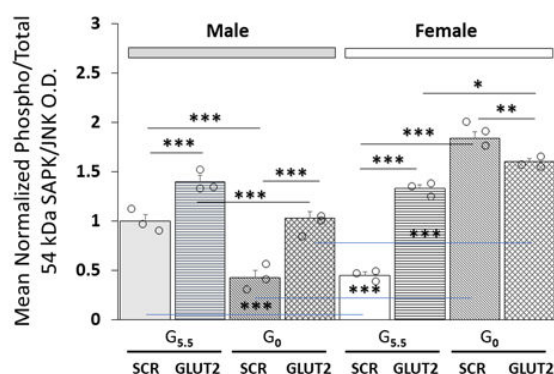 Male Female
Mean Normalized Phospho/Total
54 kDa SAPK/JNK O.D.
3
2.5
2
1.5
1
0.5
0
*
*** *** **
*** *** ***
***
***
*** ***
G5.5 G0 G5.5 G0
SCR GLUT2 SCR GLUT2 SCR GLUT2 SCR GLUT2